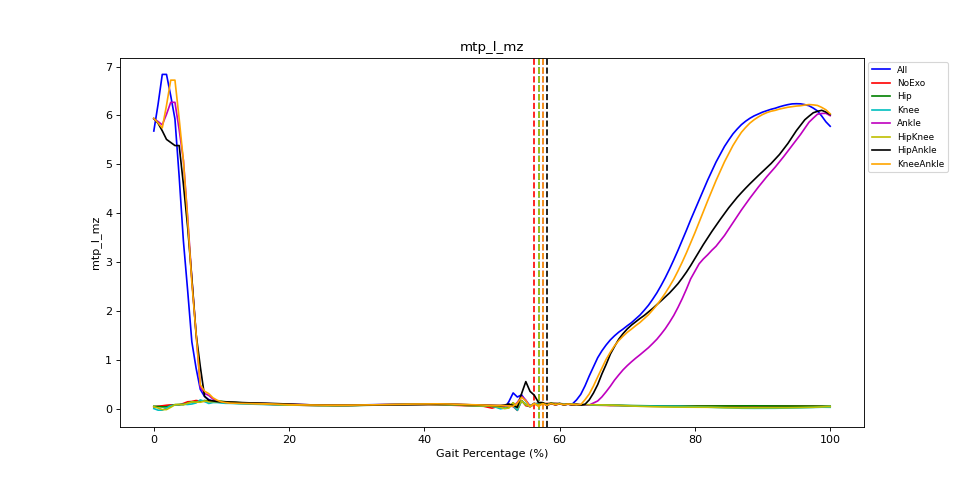 mtp_l_mz
7
6
5
4
3
2
1
0
mtp_l_mz
0
20
40
60
80
100
Gait Percentage (%)
All
NoExo
Hip
Knee
Ankle
HipKnee
HipAnkle
KneeAnkle